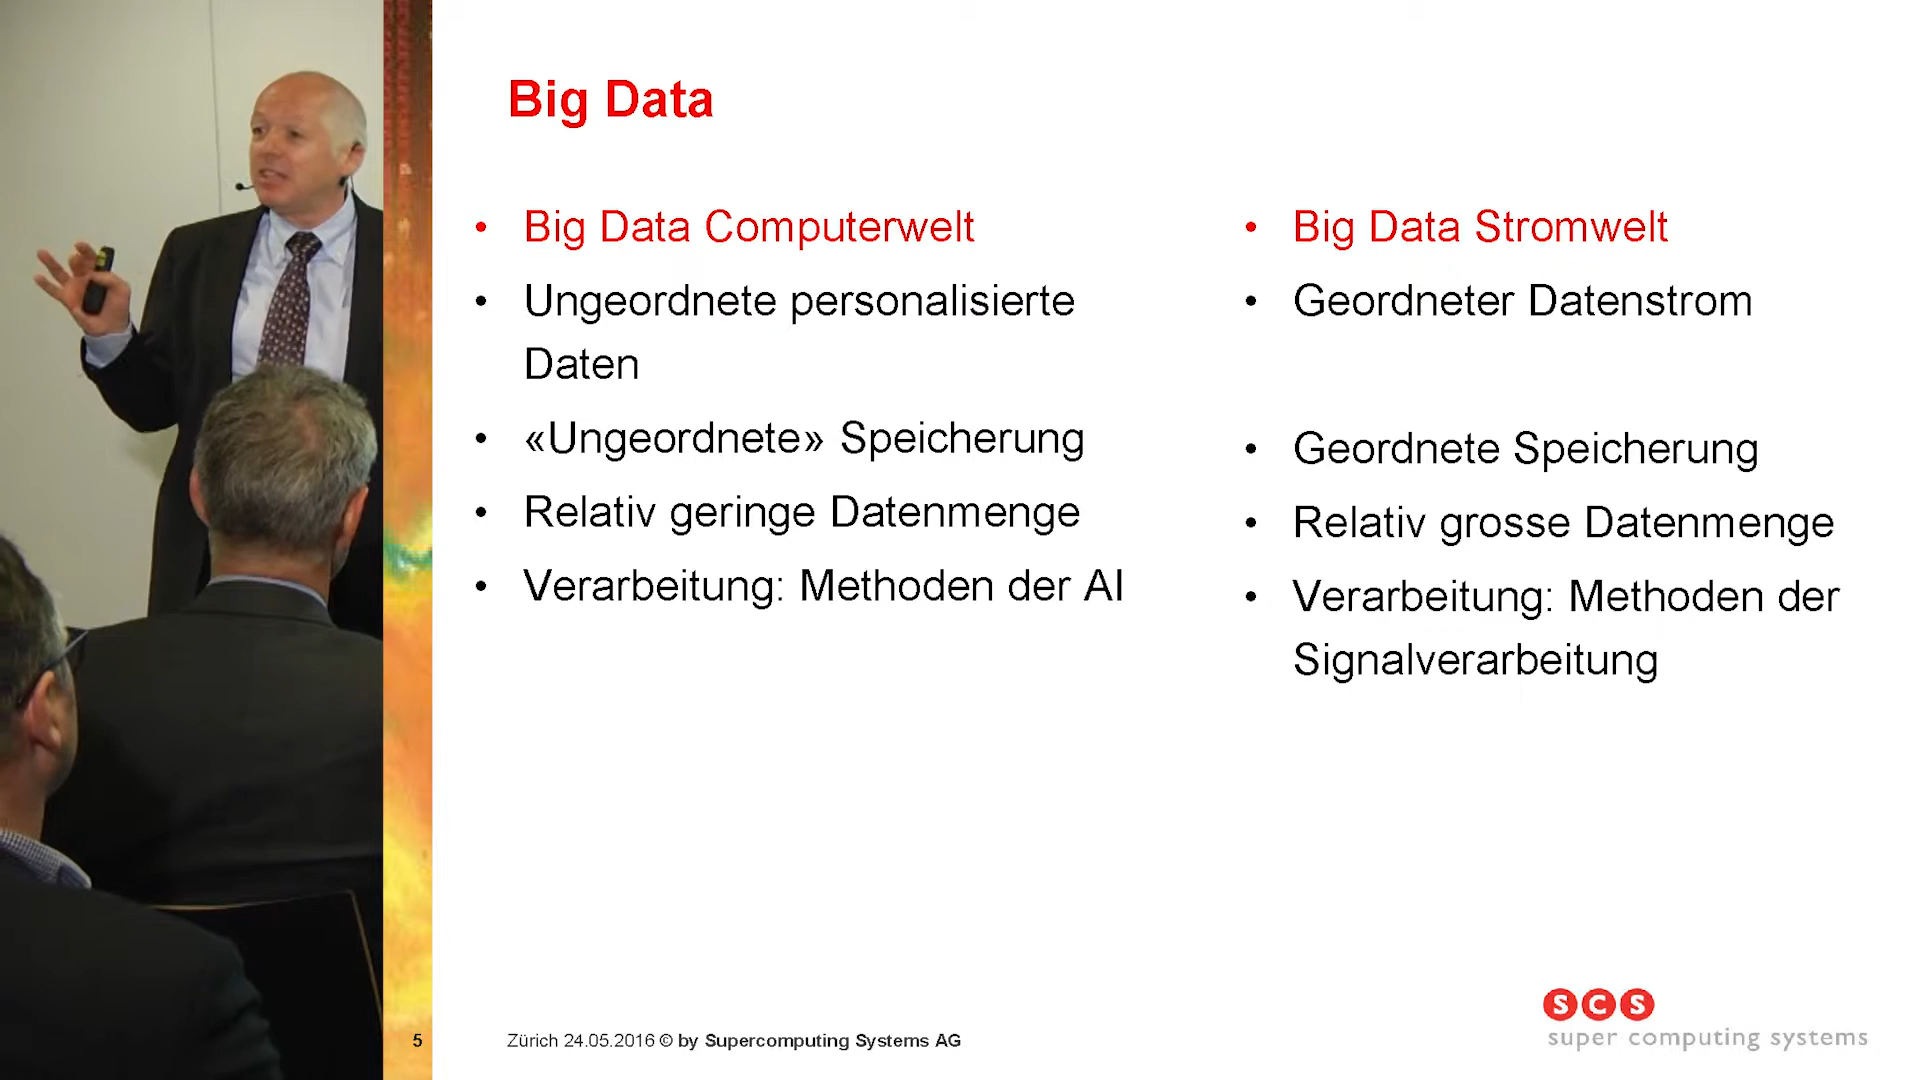 Big Data
• Big Data Computerwelt
• Ungeordnete personalisierte
Daten
• «Ungeordnete» Speicherung
• Relativ geringe Datenmenge
• Verarbeitung: Methoden der AI
• Big Data Stromwelt
• Geordneter Datenstrom
• Geordnete Speicherung
• Relativ grosse Datenmenge
• Verarbeitung: Methoden der
Signalverarbeitung
5
Zürich 24.05.2016 © by Supercomputing Systems AG
scs
super computing systems